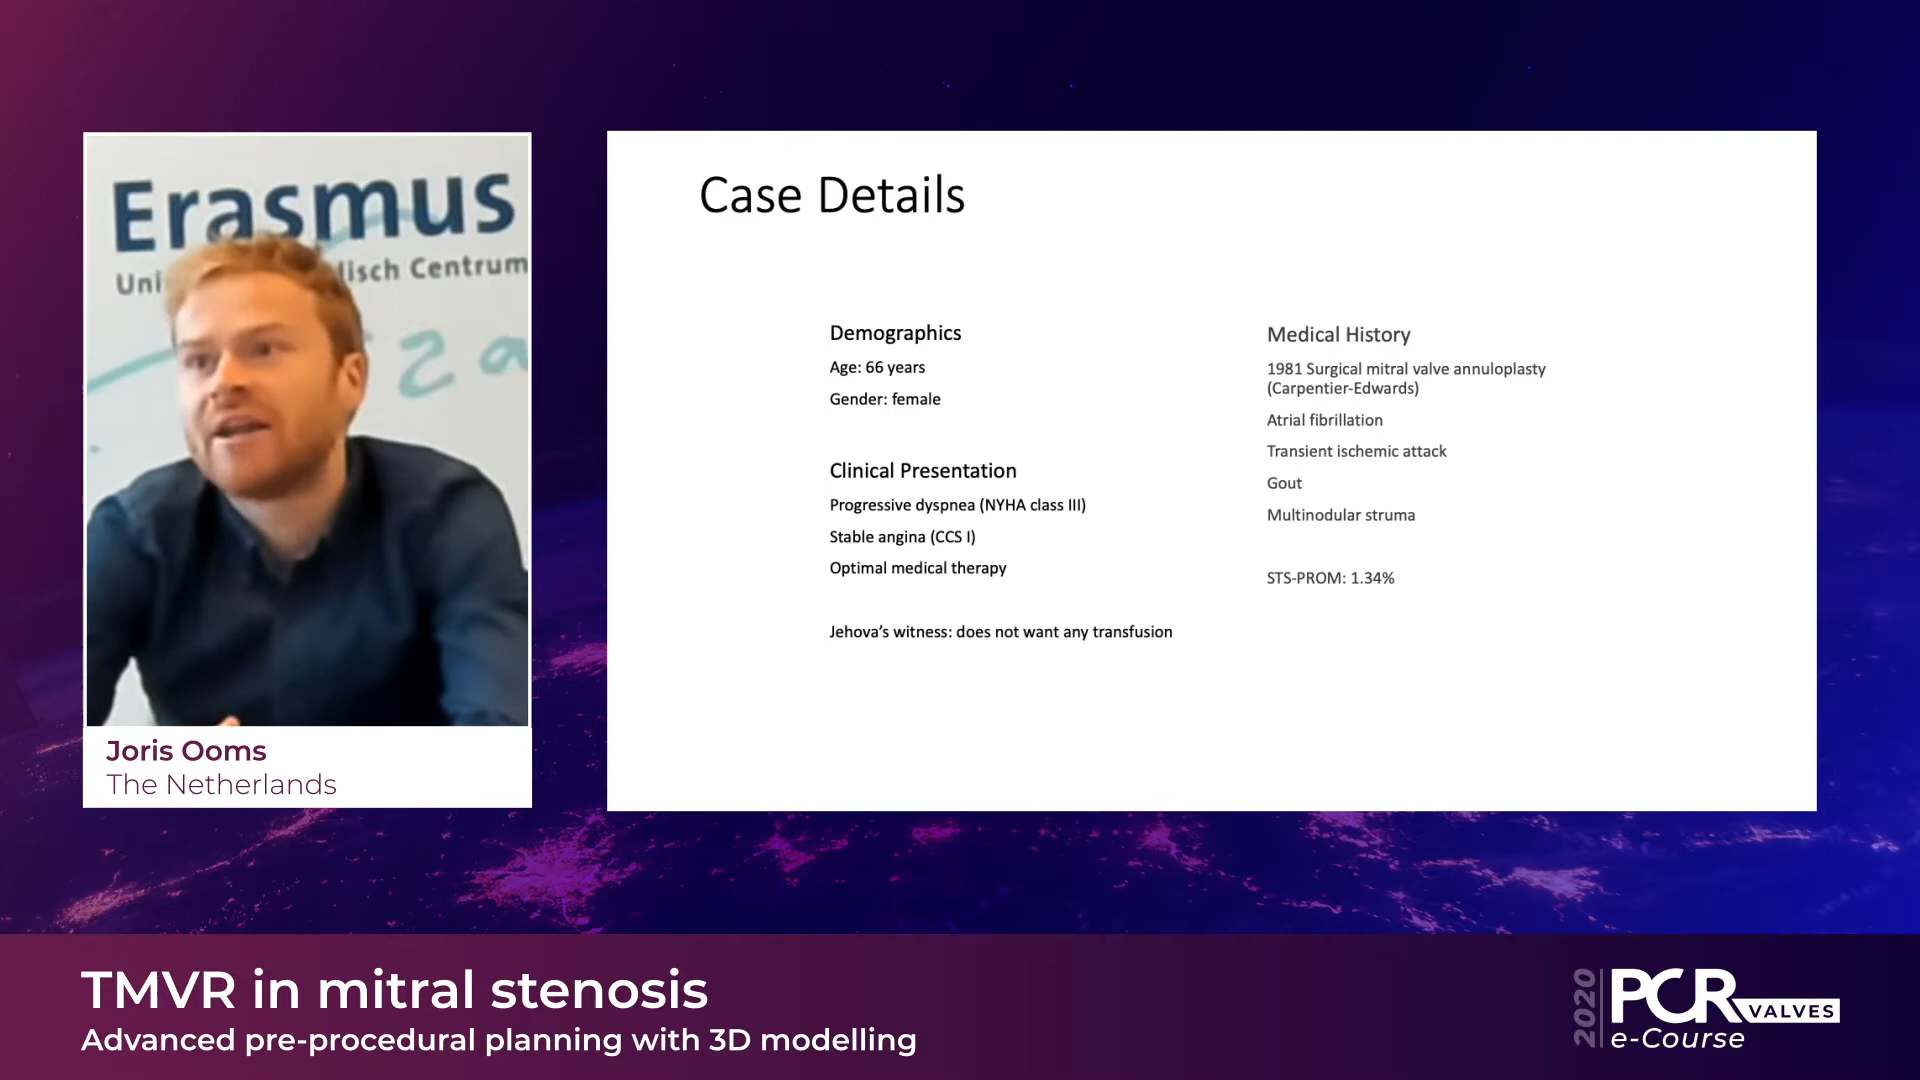 Erasmus
Uni disch Centrum
2a
Joris Ooms
The Netherlands
Case Details
Demographics
Age: 66 years
Gender: female
Clinical Presentation
Progressive dyspnea (NYHA class III)
Stable angina (CCS I)
Optimal medical therapy
Jehova's witness: does not want any transfusion
Medical History
1981 Surgical mitral valve annuloplasty
(Carpentier-Edwards)
Atrial fibrillation
Transient ischemic attack
Gout
Multinodular struma
STS-PROM: 1.34%
TMVR in mitral stenosis
Advanced pre-procedural planning with 3D modelling
2020
PCR
VALVES
e-Course